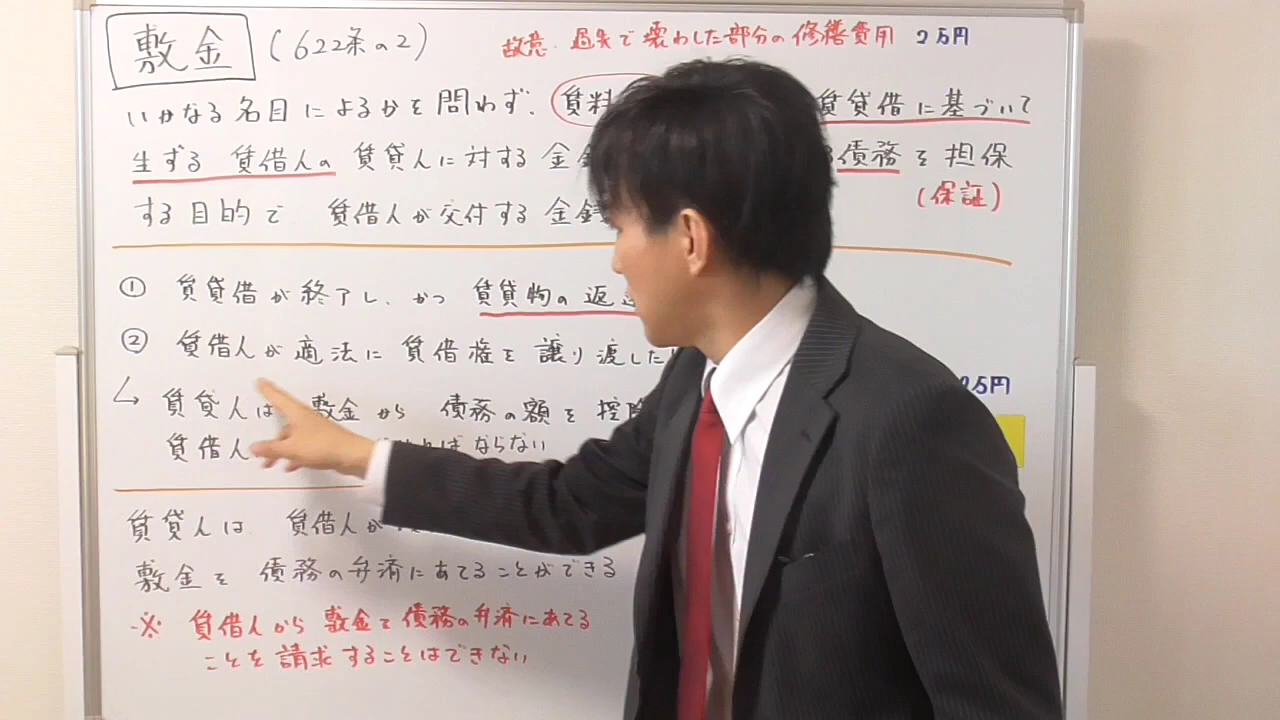 敷金 (622条の2)
故意・過失で壊わした部分の修繕費用 2万円
いかなる名目によるかを問わず、賃料 賃貸借に基づいて
生ずる 賃借人の 賃貸人に対する 金 債務を担保
(保証)
する目的で 賃借人が交付する 金
① 賃貸借が終了し、かつ 賃貸物の返
② 賃借人が適法に 賃借権を譲り渡した
賃貸人は 敷金から 債務の額を控
5万円
賃借人 ればならない
賃貸人は 賃借人が
敷金を 債務の弁済にあてることができる
※ 賃借人から 敷金を債務の弁済にあてる
ことを請求することはできない